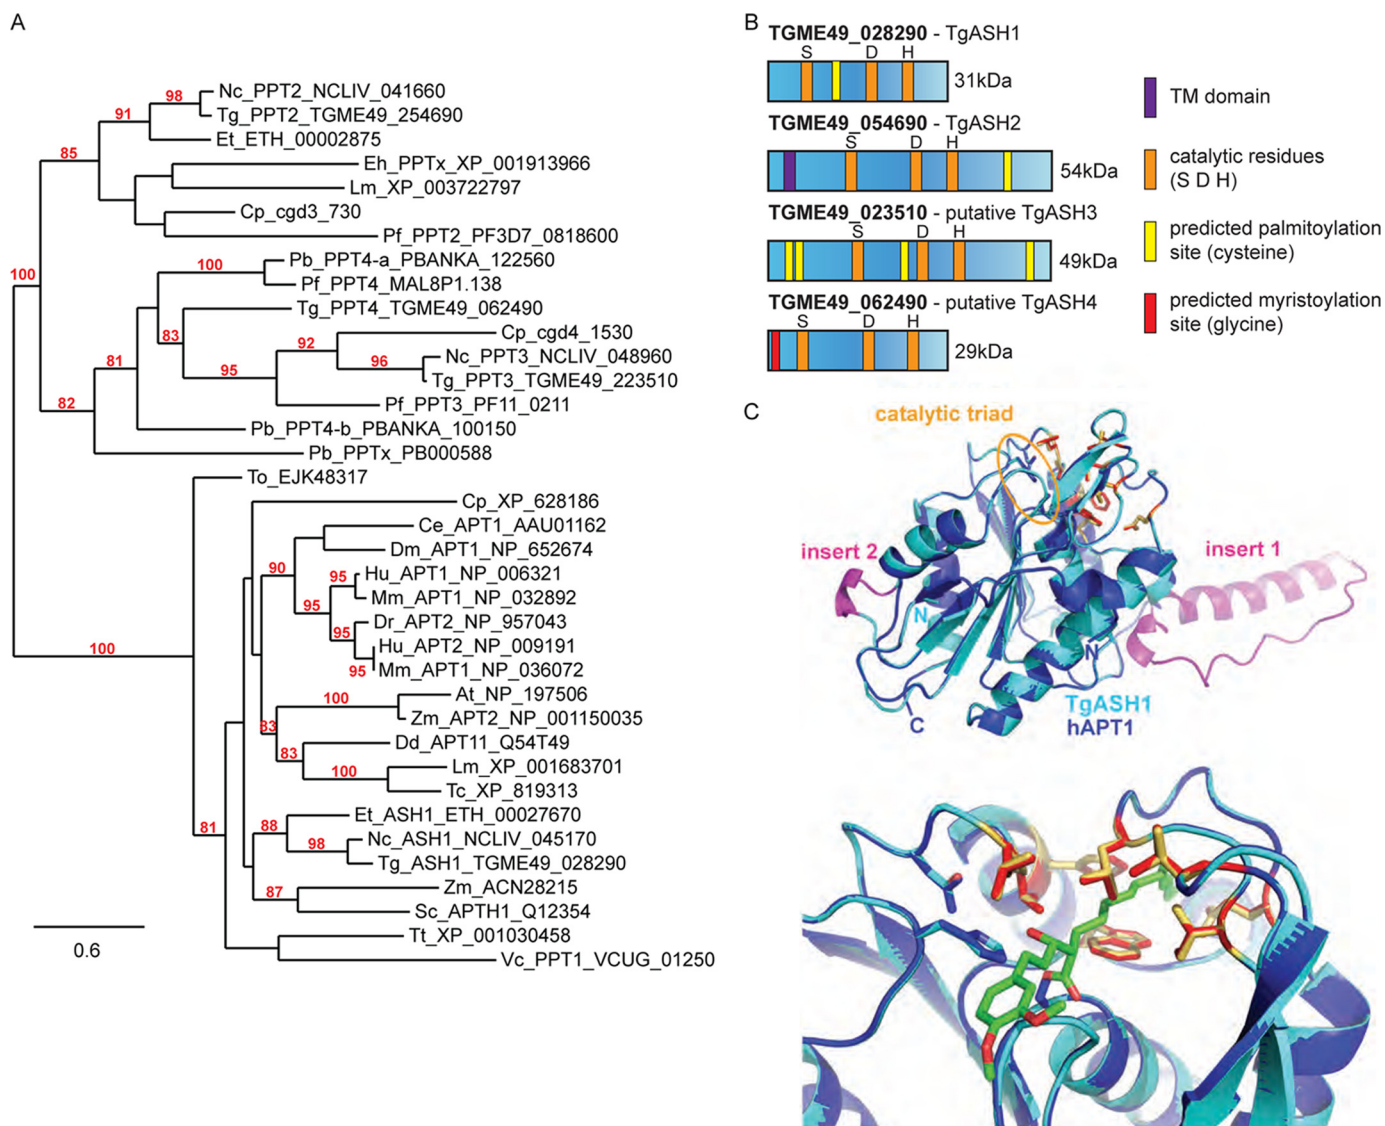 A
98
Nc_PPT2_NCLIV_041660
91
Tg_PPT2_TGME49_254690
85
Et_ETH_00002875
Eh_PPTx_XP_001913966
Lm_XP_003722797
Cp_cgd3_730
Pf_PPT2_PF3D7_0818600
100
100
Pb_PPT4-a_PBANKA_122560
Pf_PPT4_MAL8P1.138
Tg_PPT4_TGME49_062490
83
92
Cp_cgd4_1530
81
95
96
Nc_PPT3_NCLIV_048960
Tg_PPT3_TGME49_223510
82
Pf_PPT3_PF11_0211
Pb_PPT4-b_PBANKA_100150
Pb_PPTx_PB000588
To_EJK48317
Cp_XP_628186
Ce_APT1_AAU01162
Dm_APT1_NP_652674
90
95
Hu_APT1_NP_006321
Mm_APT1_NP_032892
95
Dr_APT2_NP_957043
95
Hu_APT2_NP_009191
100
95
Mm_APT1_NP_036072
100
At_NP_197506
Zm_APT2_NP_001150035
83
Dd_APT11_Q54T49
83
Lm_XP_001683701
100
Tc_XP_819313
Et_ASH1_ETH_00027670
81
88
Nc_ASH1_NCLIV_045170
98
Tg_ASH1_TGME49_028290
Zm_ACN28215
87
Sc_APTH1_Q12354
Tt_XP_001030458
Vc_PPT1_VCUG_01250
0.6
B
TGME49_028290 - TgASH1
S D H
31kDa
TGME49_054690 - TgASH2
S D H
54kDa
TGME49_023510 - putative TgASH3
S D H
49kDa
TGME49_062490 - putative TgASH4
S D H
29kDa
TM domain
catalytic residues
(S D H)
predicted palmitoylation
site (cysteine)
predicted myristoylation
site (glycine)
C
catalytic triad
insert 2
insert 1
N
N
C
TgASH1
hAPT1